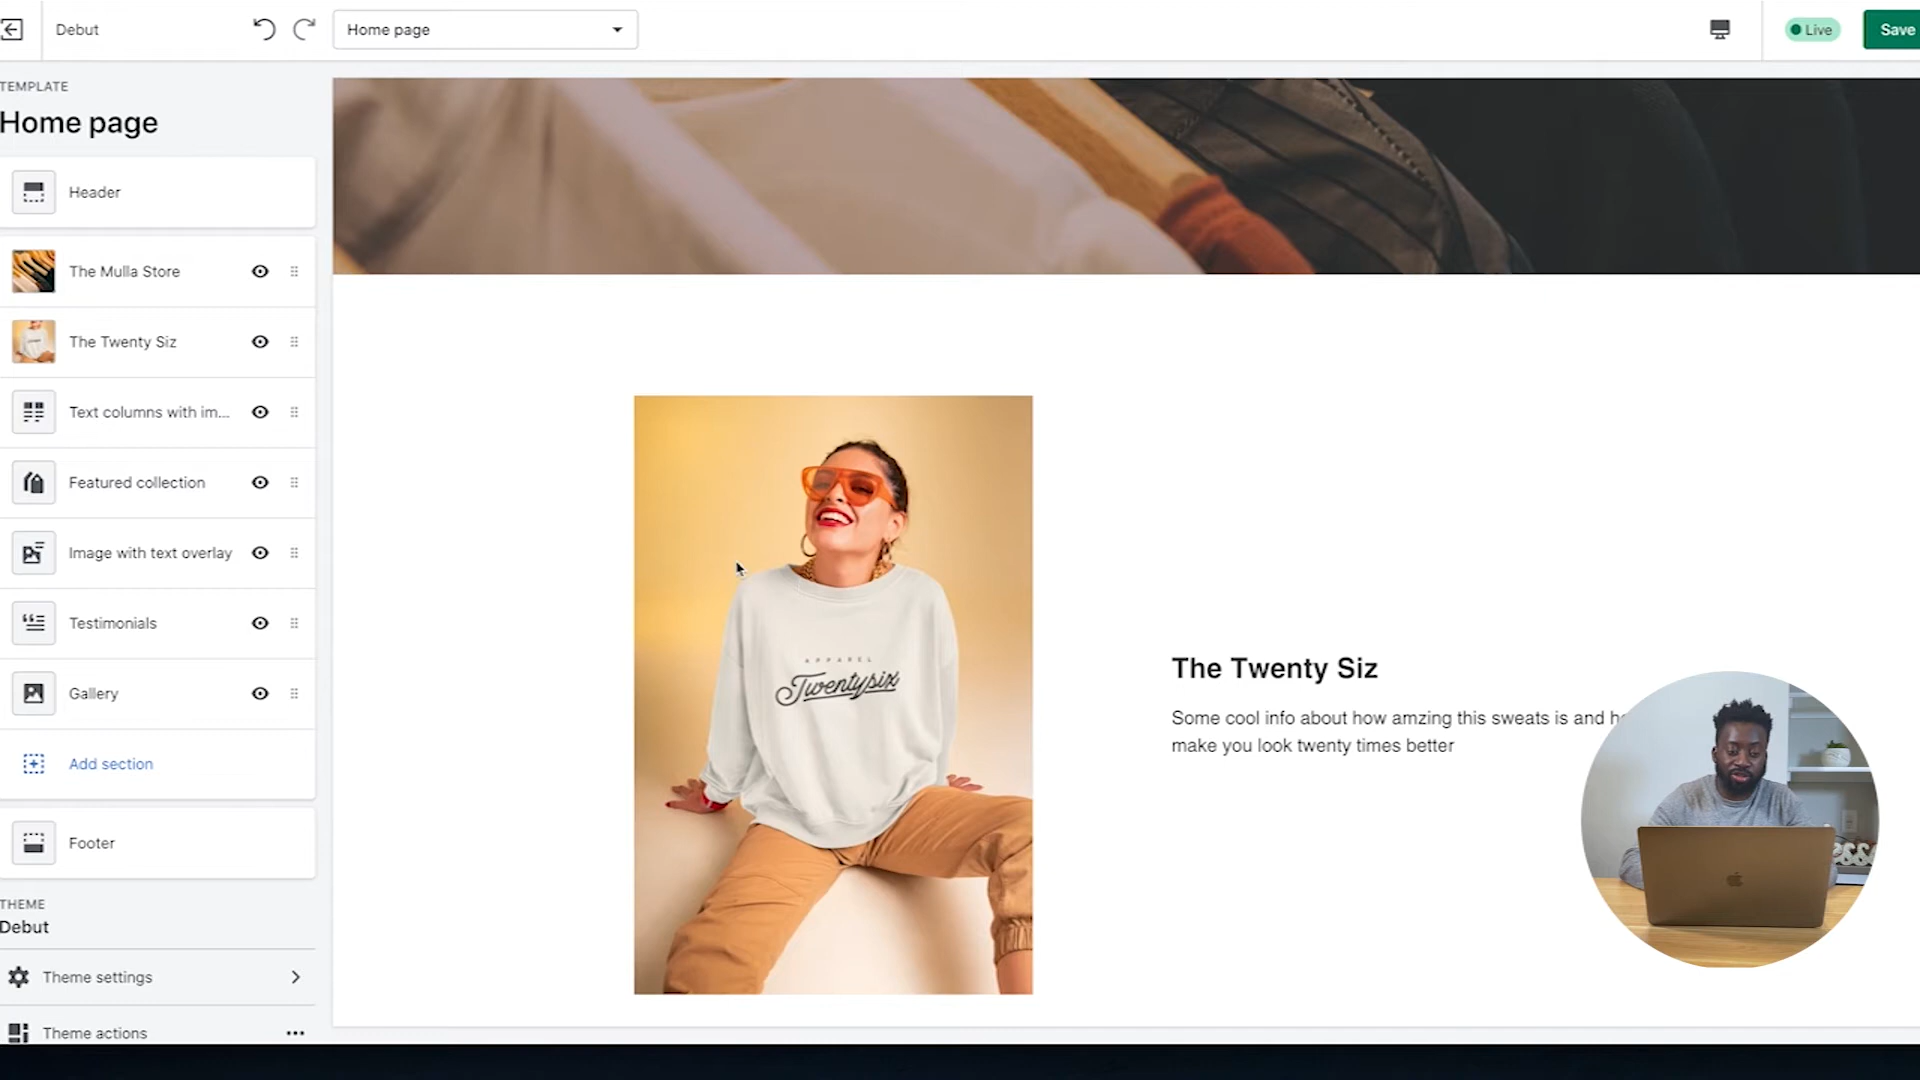 Debut
Home page
Live
Save
TEMPLATE
Home page
Header
The Mulla Store
The Twenty Siz
Text columns with im...
Featured collection
Image with text overlay
Testimonials
Gallery
Add section
Footer
THEME
Debut
Theme settings
Theme actions
APPAREL
Twentysix
The Twenty Siz
Some cool info about how amzing this sweats is and
make you look twenty times better